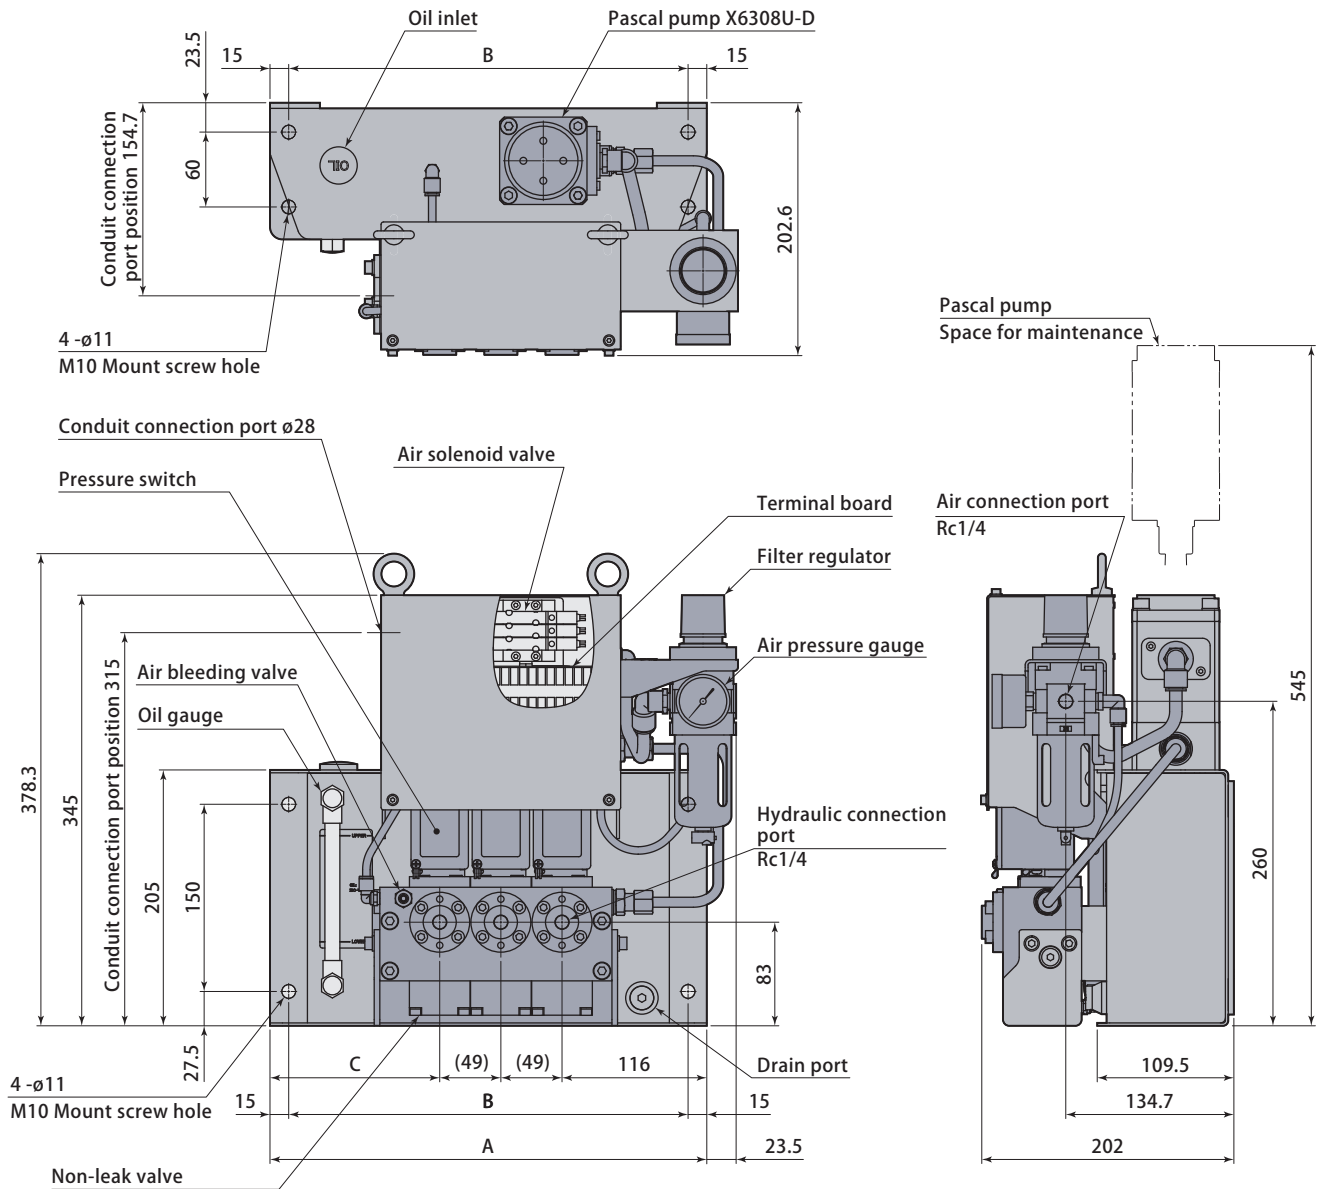 Oil inlet
Pascal pump X6308U-D
23.5
15
B
15
Conduit connection
port position 154.7
60
OIL
202.6
4 -ø11
M10 Mount screw hole
Pascal pump
Space for maintenance
Conduit connection port ø28
Air solenoid valve
Pressure switch
Terminal board
Air connection port
Rc1/4
Filter regulator
Air pressure gauge
Air bleeding valve
Oil gauge
Conduit connection port position 315
378.3
345
205
150
27.5
UPPER
LOWER
Hydraulic connection
port
Rc1/4
83
545
260
C
(49)
(49)
116
Drain port
109.5
4 -ø11
M10 Mount screw hole
15
B
15
134.7
A
23.5
202
Non-leak valve